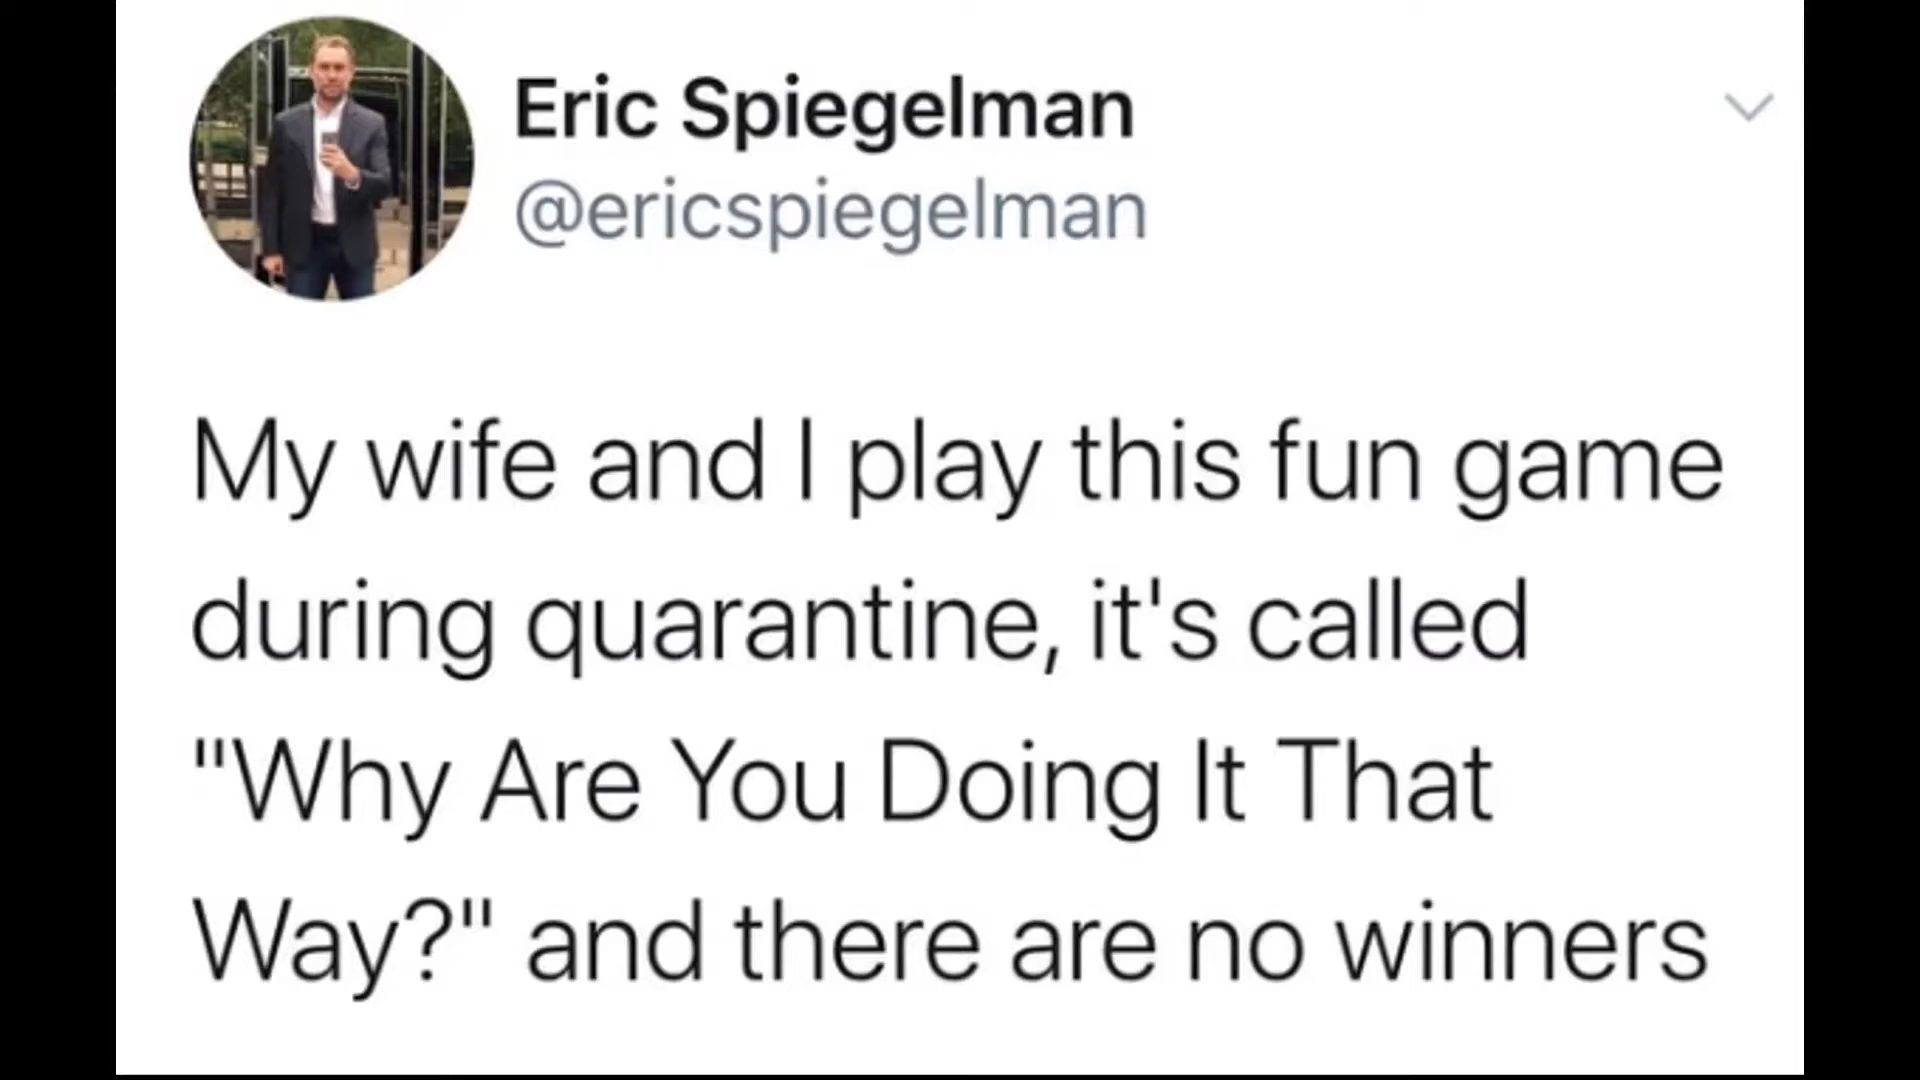 Eric Spiegelman
@ericspiegelman
My wife and I play this fun game
during quarantine, it's called
"Why Are You Doing It That
Way?" and there are no winners